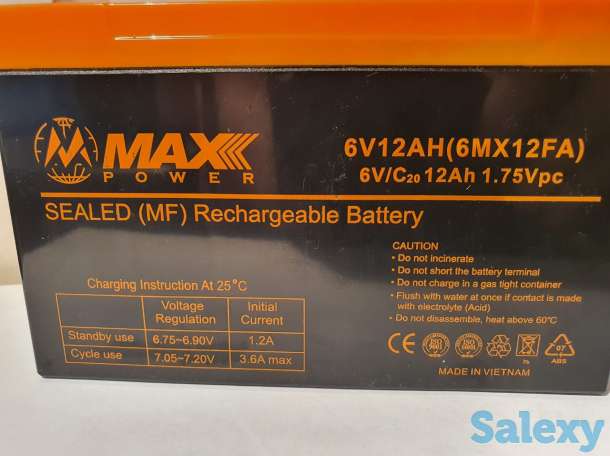 MAX
POWER
6V12AH(6MX12FA)
6V/C20 12Ah 1.75Vpc
SEALED (MF) Rechargeable Battery
Charging Instruction At 25°C
Voltage Regulation Initial Current
Standby use 6.75~6.90V 1.2A
Cycle use 7.05~7.20V 3.6A max
CAUTION
• Do not incinerate
• Do not short the battery terminal
• Do not charge in a gas tight container
• Flush with water at once if contact is made
with electrolyte (Acid)
• Do not disassemble, heat above 60°C
CE ISO ISO Pb 07 ABS
MADE IN VIETNAM
Salexy